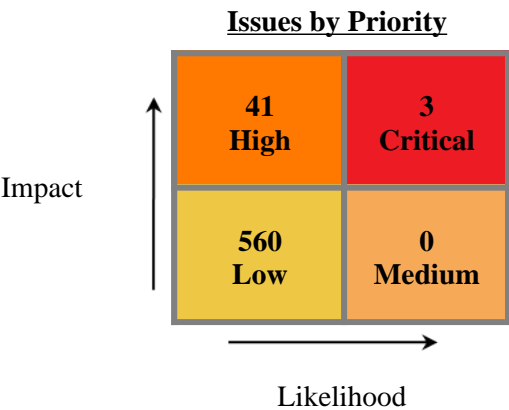 Issues by Priority
41
High
3
Critical
Impact
560
Low
0
Medium
Likelihood